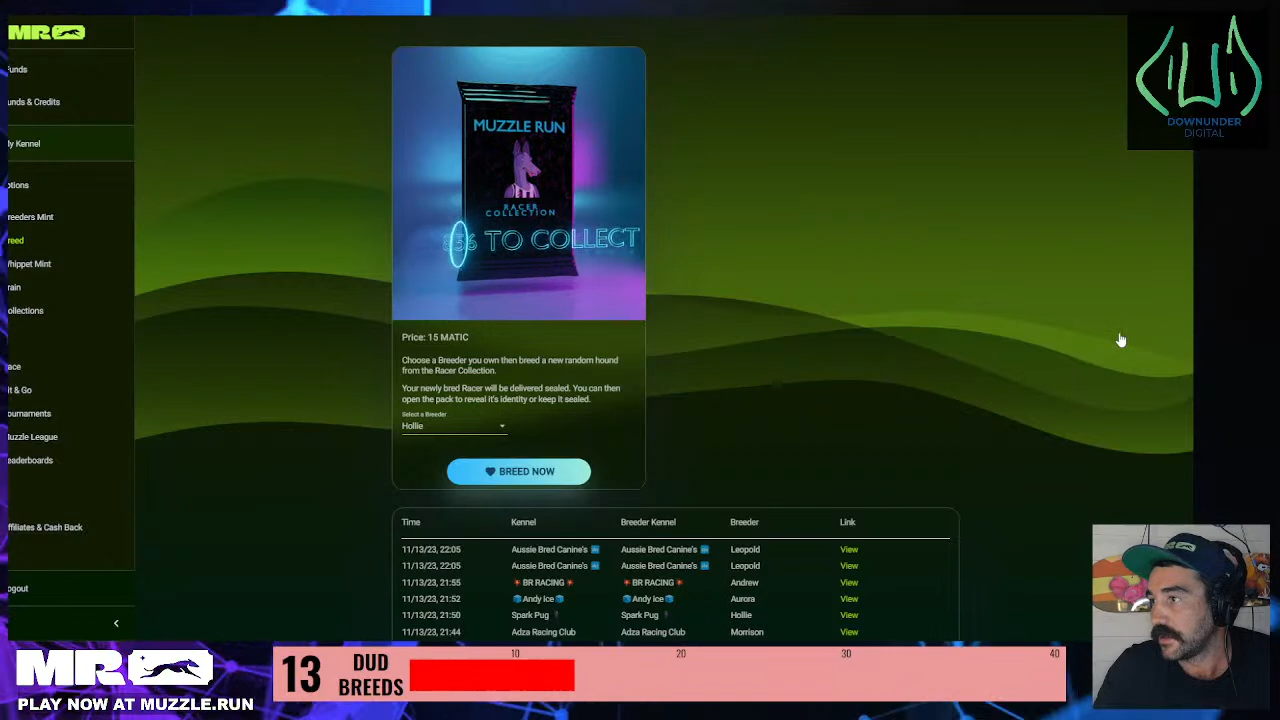 MR
unds
unds & Credits
y Kennel
ptions
reeders Mint
reed
hippet Mint
rain
ollections
ace
it & Go
ournaments
uzzle League
eaderboards
ffiliates & Cash Back
ogout
DOWNUNDER
DIGITAL
MUZZLE RUN
RACER
COLLECTION
TO COLLECT
Price: 15 MATIC
Choose a Breeder you own then breed a new random hound
from the Racer Collection.
Your newly bred Racer will be delivered sealed. You can then
open the pack to reveal it's identity or keep it sealed.
Select a Breeder
Hollie
BREED NOW
Time Kennel Breeder Kennel Breeder Link
11/13/23, 22:05 Aussie Bred Canine's Aussie Bred Canine's Leopold View
11/13/23, 22:05 Aussie Bred Canine's Aussie Bred Canine's Leopold View
11/13/23, 21:55 BR RACING BR RACING Andrew View
11/13/23, 21:52 Andy Ice Andy Ice Aurora View
11/13/23, 21:50 Spark Pug Spark Pug Hollie View
11/13/23, 21:44 Adza Racing Club Adza Racing Club Morrison View
MR
PLAY NOW AT MUZZLE.RUN
13 DUD
BREEDS
10 20 30 40